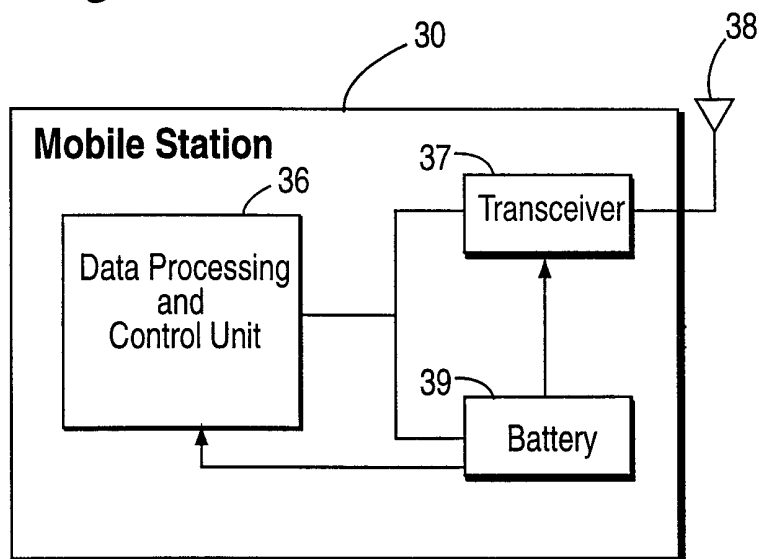 30
38
Mobile Station
36
37
Transceiver
Data Processing
and
Control Unit
39
Battery